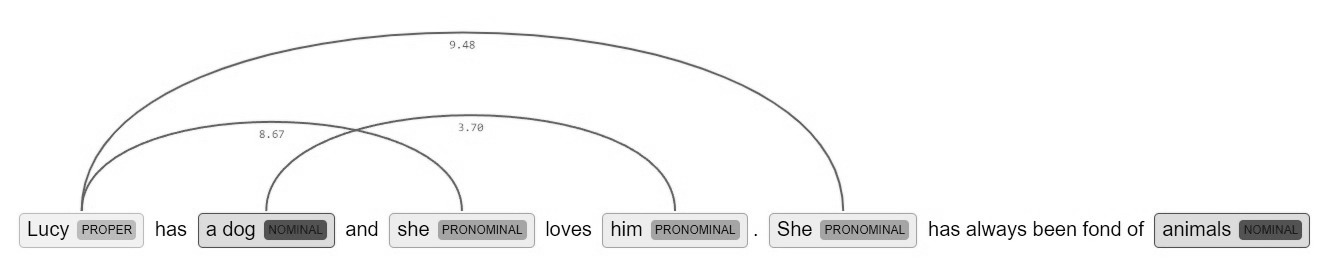 9.48
8.67
3.70
Lucy PROPER has a dog NOMINAL and she PRONOMINAL loves him PRONOMINAL . She PRONOMINAL has always been fond of animals NOMINAL